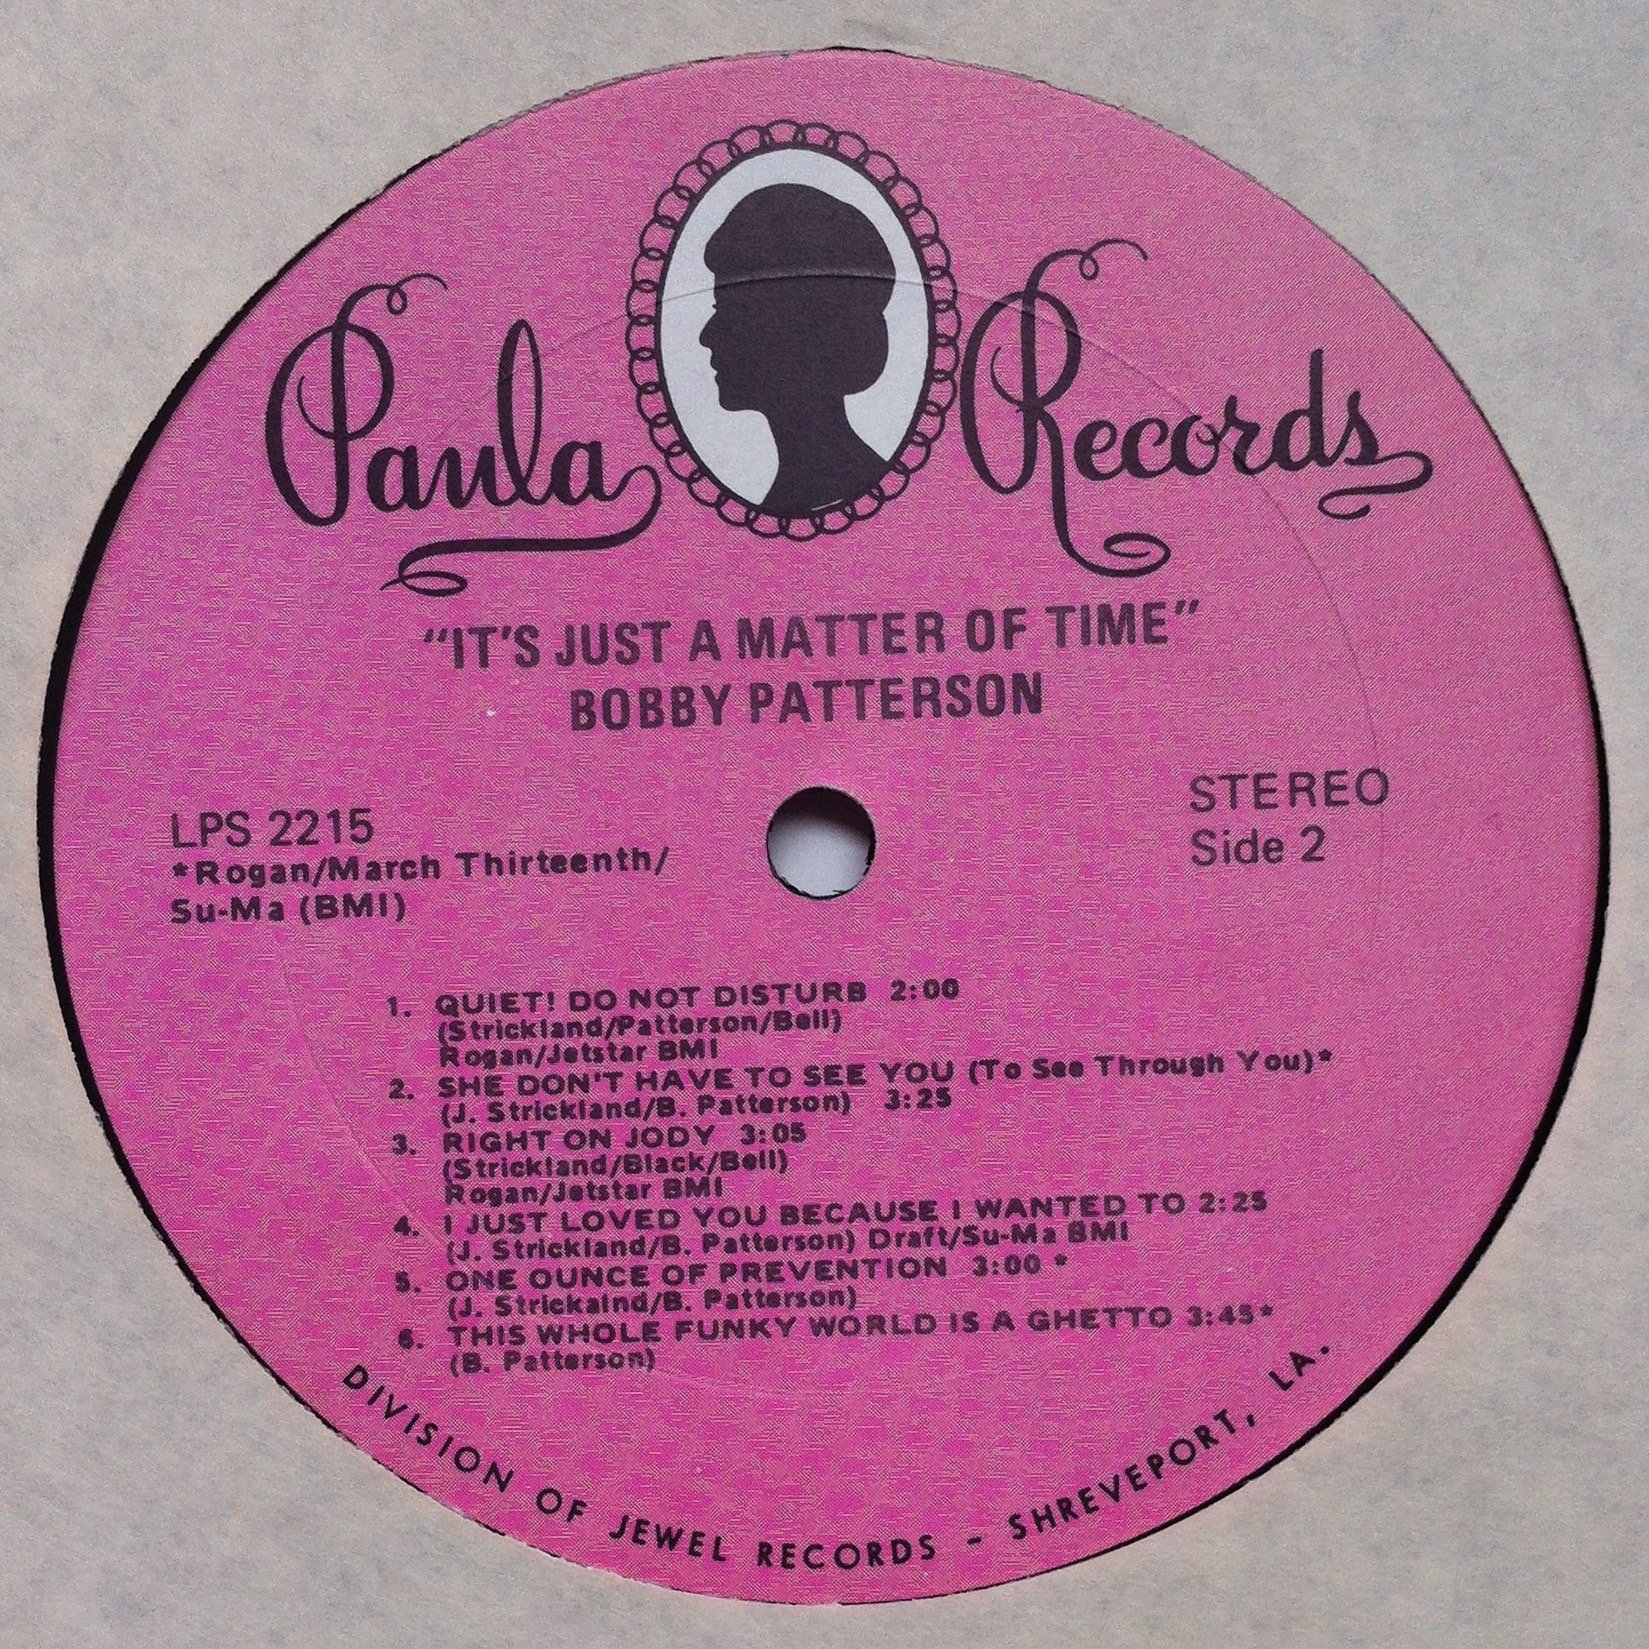 Paula Records
"IT'S JUST A MATTER OF TIME"
BOBBY PATTERSON
LPS 2215
*Rogan/March Thirteenth/
Su-Ma (BMI)
STEREO
Side 2
1. QUIET! DO NOT DISTURB 2:00
(Strickland/Patterson/Bell)
Rogan/Jetstar BMI
2. SHE DON'T HAVE TO SEE YOU (To See Through You)*
(J. Strickland/B. Patterson) 3:25
3. RIGHT ON JODY 3:05
(Strickland/Black/Bell)
Rogan/Jetstar BMI
4. I JUST LOVED YOU BECAUSE I WANTED TO 2:25
(J. Strickland/B. Patterson) Draft/Su-Ma BMI
5. ONE OUNCE OF PREVENTION 3:00 *
(J. Strickalnd/B. Patterson)
6. THIS WHOLE FUNKY WORLD IS A GHETTO 3:45*
(B. Patterson)
DIVISION OF JEWEL RECORDS - SHREVEPORT, LA.